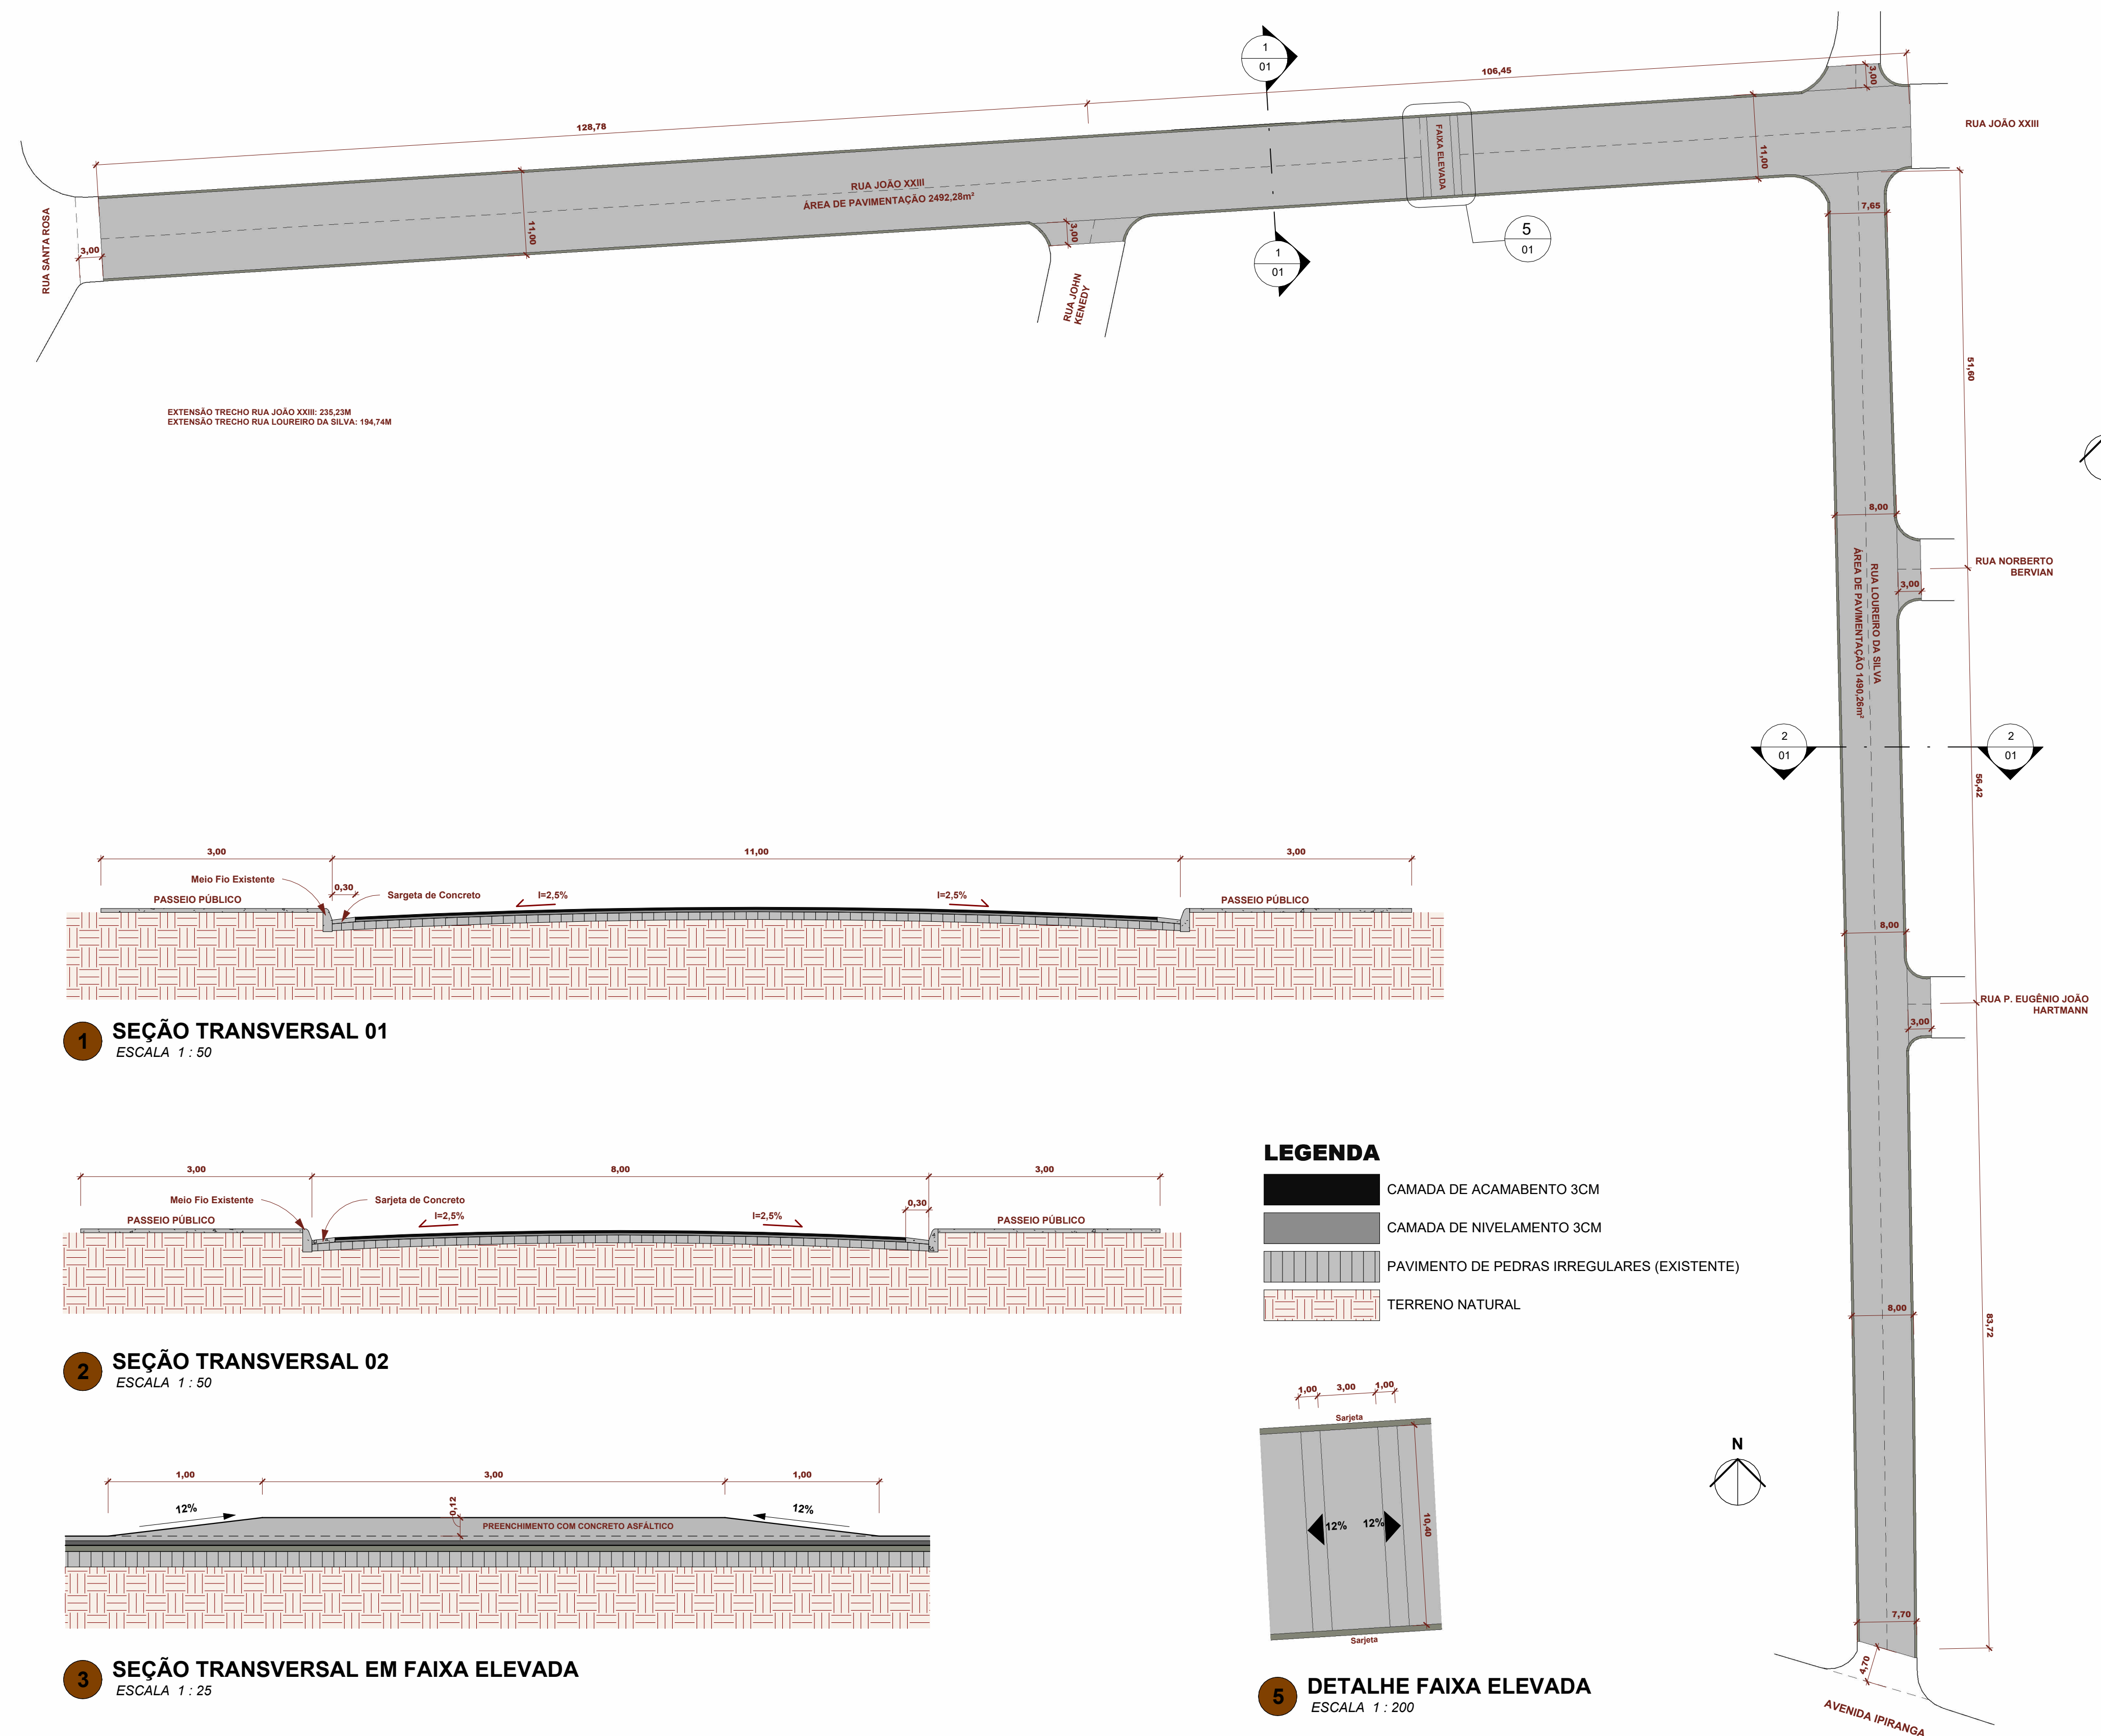 1
01
106,45
3,00
RUA JOÃO XXIII
128,78
FAIXA ELEVADA
11,00
RUA JOÃO XXIII
ÁREA DE PAVIMENTAÇÃO 2492,28m²
11,00
3,00
7,65
RUA SANTA ROSA
3,00
1
01
5
01
RUA JOHN
KENEDY
51,60
EXTENSÃO TRECHO RUA JOÃO XXIII: 235,23M
EXTENSÃO TRECHO RUA LOUREIRO DA SILVA: 194,74M
8,00
RUA NORBERTO
BERVIAN
3,00
RUA LOUREIRO DA SILVA
ÁREA DE PAVIMENTAÇÃO 1490,26m²
2
01
2
01
56,42
3,00
11,00
3,00
Meio Fio Existente
0,30
Sargeta de Concreto
PASSEIO PÚBLICO
I=2,5%
I=2,5%
PASSEIO PÚBLICO
8,00
RUA P. EUGÊNIO JOÃO
HARTMANN
3,00
1
SEÇÃO TRANSVERSAL 01
ESCALA 1 : 50
3,00
8,00
3,00
Meio Fio Existente
Sarjeta de Concreto
0,30
PASSEIO PÚBLICO
I=2,5%
I=2,5%
PASSEIO PÚBLICO
2
SEÇÃO TRANSVERSAL 02
ESCALA 1 : 50
LEGENDA
CAMADA DE ACAMABENTO 3CM
CAMADA DE NIVELAMENTO 3CM
PAVIMENTO DE PEDRAS IRREGULARES (EXISTENTE)
TERRENO NATURAL
8,00
83,72
1,00
3,00
1,00
12%
0,12
12%
PREENCHIMENTO COM CONCRETO ASFÁLTICO
3
SEÇÃO TRANSVERSAL EM FAIXA ELEVADA
ESCALA 1 : 25
1,00
3,00
1,00
Sarjeta
12%
12%
10,40
Sarjeta
5
DETALHE FAIXA ELEVADA
ESCALA 1 : 200
N
7,70
4,70
AVENIDA IPIRANGA